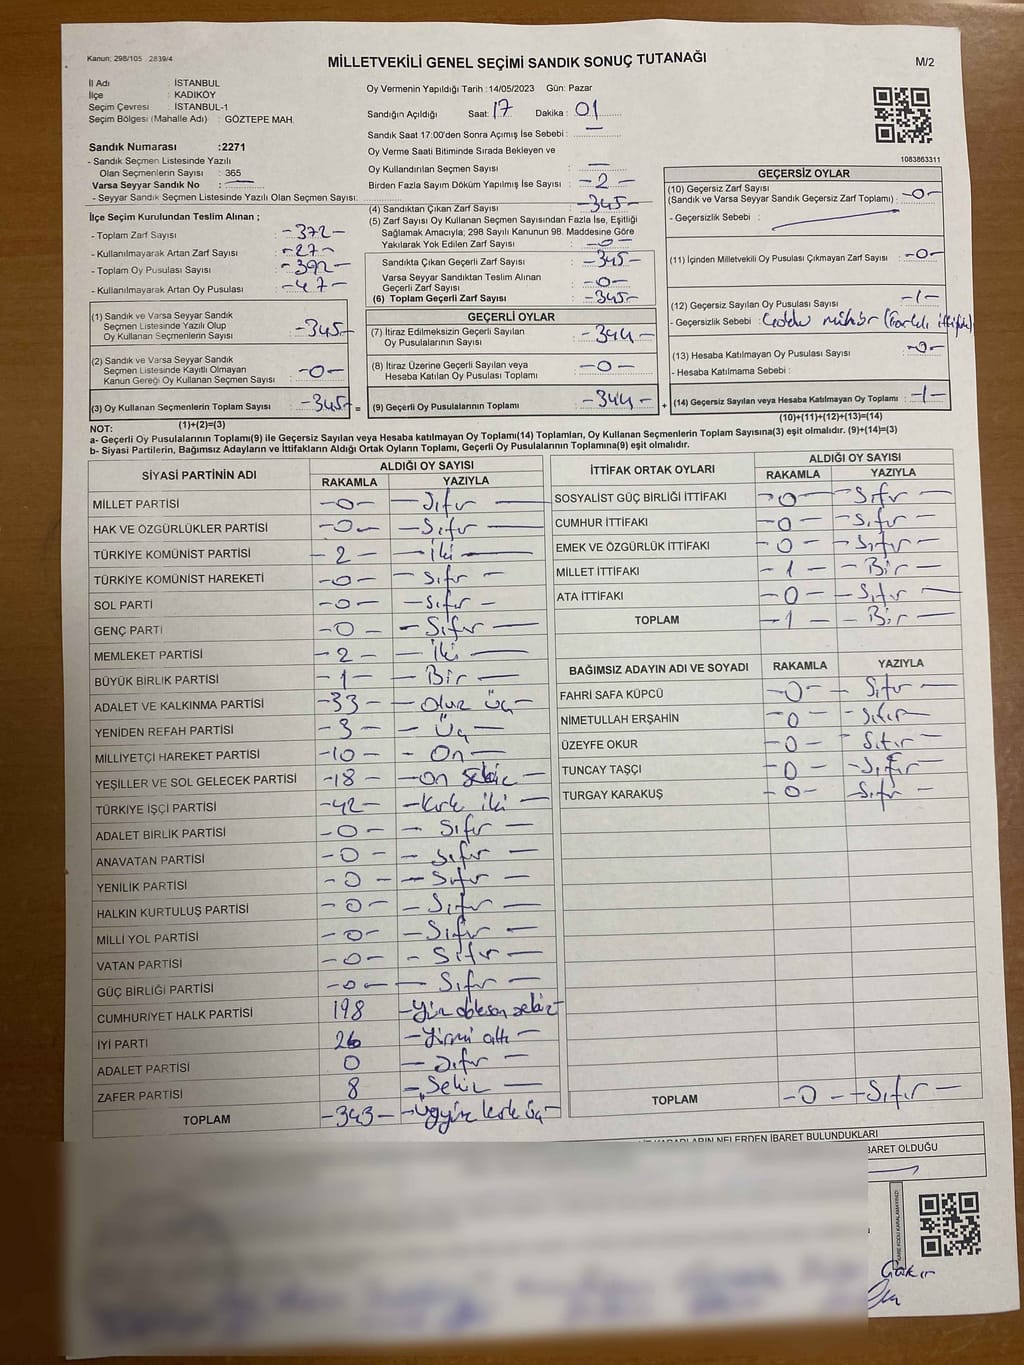 Kanun: 298/105 . 2839/4
MİLLETVEKİLİ GENEL SEÇİMİ SANDIK SONUÇ TUTANAĞI
M/2
İl Adı : İSTANBUL
İlçe : KADIKÖY
Seçim Çevresi : İSTANBUL-1
Seçim Bölgesi (Mahalle Adı) : GÖZTEPE MAH.
Sandık Numarası :2271
- Sandık Seçmen Listesinde Yazılı
Olan Seçmenlerin Sayısı : 365
Varsa Seyyar Sandık No : —
- Seyyar Sandık Seçmen Listesinde Yazılı Olan Seçmen Sayısı:
Oy Vermenin Yapıldığı Tarih :14/05/2023 Gün: Pazar
Sandığın Açıldığı Saat: 17 Dakika : 01
Sandık Saat 17:00'den Sonra Açımış İse Sebebi : —
Oy Verme Saati Bitiminde Sırada Bekleyen ve
Oy Kullandırılan Seçmen Sayısı : —
Birden Fazla Sayım Döküm Yapılmış İse Sayısı : -2-
1083863311
İlçe Seçim Kurulundan Teslim Alınan ;
- Toplam Zarf Sayısı : -372-
- Kullanılmayarak Artan Zarf Sayısı : -27-
- Toplam Oy Pusulası Sayısı : -392-
- Kullanılmayarak Artan Oy Pusulası : -47-
(1) Sandık ve Varsa Seyyar Sandık
Seçmen Listesinde Yazılı Olup
Oy Kullanan Seçmenlerin Sayısı : -345-
(2) Sandık ve Varsa Seyyar Sandık
Seçmen Listesinde Kayıtlı Olmayan
Kanun Gereği Oy Kullanan Seçmen Sayısı : -0-
(3) Oy Kullanan Seçmenlerin Toplam Sayısı : -345- =
(1)+(2)=(3)
(4) Sandıktan Çıkan Zarf Sayısı : -345-
(5) Zarf Sayısı Oy Kullanan Seçmen Sayısından Fazla İse, Eşitliği
Sağlamak Amacıyla; 298 Sayılı Kanunun 98. Maddesine Göre
Yakılarak Yok Edilen Zarf Sayısı : -0-
Sandıkta Çıkan Geçerli Zarf Sayısı : -345-
Varsa Seyyar Sandıktan Teslim Alınan
Geçerli Zarf Sayısı : -0-
(6) Toplam Geçerli Zarf Sayısı : -345-
GEÇERLİ OYLAR
(7) İtiraz Edilmeksizin Geçerli Sayılan
Oy Pusulalarının Sayısı : -344-
(8) İtiraz Üzerine Geçerli Sayılan veya
Hesaba Katılan Oy Pusulası Toplamı : -0-
(9) Geçerli Oy Pusulalarının Toplamı : -344- +
GEÇERSİZ OYLAR
(10) Geçersiz Zarf Sayısı
(Sandık ve Varsa Seyyar Sandık Geçersiz Zarf Toplamı) : -0-
- Geçersizlik Sebebi :
(11) İçinden Milletvekili Oy Pusulası Çıkmayan Zarf Sayısı : -0-
(12) Geçersiz Sayılan Oy Pusulası Sayısı : -1-
- Geçersizlik Sebebi : mühür (Farklı ittifak)
(13) Hesaba Katılmayan Oy Pusulası Sayısı : -0-
- Hesaba Katılmama Sebebi :
(14) Geçersiz Sayılan veya Hesaba Katılmayan Oy Toplamı : -1-
(10)+(11)+(12)+(13)=(14)
NOT:
a- Geçerli Oy Pusulalarının Toplamı(9) ile Geçersiz Sayılan veya Hesaba katılmayan Oy Toplamı(14) Toplamları, Oy Kullanan Seçmenlerin Toplam Sayısına(3) eşit olmalıdır. (9)+(14)=(3)
b- Siyasi Partilerin, Bağımsız Adayların ve İttifakların Aldığı Ortak Oyların Toplamı, Geçerli Oy Pusulalarının Toplamına(9) eşit olmalıdır.
SİYASİ PARTİNİN ADI ALDIĞI OY SAYISI
RAKAMLA YAZIYLA
MİLLET PARTİSİ -0- - Sıfır -
HAK VE ÖZGÜRLÜKLER PARTİSİ -0- - Sıfır -
TÜRKİYE KOMÜNİST PARTİSİ - 2 - - İki -
TÜRKİYE KOMÜNİST HAREKETİ -0- - Sıfır -
SOL PARTİ -0- - Sıfır -
GENÇ PARTİ -0- - Sıfır -
MEMLEKET PARTİSİ -2- - İki -
BÜYÜK BİRLİK PARTİSİ -1- - Bir -
ADALET VE KALKINMA PARTİSİ -33- - Otuz üç -
YENİDEN REFAH PARTİSİ -3- - Üç -
MİLLİYETÇİ HAREKET PARTİSİ -10- - On -
YEŞİLLER VE SOL GELECEK PARTİSİ -18- - On sekiz -
TÜRKİYE İŞÇİ PARTİSİ -42- - Kırk iki -
ADALET BİRLİK PARTİSİ -0- - Sıfır -
ANAVATAN PARTİSİ -0- - Sıfır -
YENİLİK PARTİSİ -0- - Sıfır -
HALKIN KURTULUŞ PARTİSİ -0- - Sıfır -
MİLLİ YOL PARTİSİ -0- - Sıfır -
VATAN PARTİSİ -0- - Sıfır -
GÜÇ BİRLİĞİ PARTİSİ -0- - Sıfır -
CUMHURİYET HALK PARTİSİ 198 - Yüz doksan sekiz -
İYİ PARTİ 26 - Yirmi altı -
ADALET PARTİSİ 0 - Sıfır -
ZAFER PARTİSİ 8 - Sekiz -
TOPLAM -343- - Üçyüz kırk üç -
İTTİFAK ORTAK OYLARI ALDIĞI OY SAYISI
RAKAMLA YAZIYLA
SOSYALİST GÜÇ BİRLİĞİ İTTİFAKI -0- - Sıfır -
CUMHUR İTTİFAKI -0- - Sıfır -
EMEK VE ÖZGÜRLÜK İTTİFAKI -0- - Sıfır -
MİLLET İTTİFAKI -1- - Bir -
ATA İTTİFAKI -0- - Sıfır -
TOPLAM -1- - Bir -
BAĞIMSIZ ADAYIN ADI VE SOYADI RAKAMLA YAZIYLA
FAHRİ SAFA KÜPCÜ -0- - Sıfır -
NİMETULLAH ERŞAHİN -0- - Sıfır -
ÜZEYFE OKUR -0- - Sıfır -
TUNCAY TAŞÇI -0- - Sıfır -
TURGAY KARAKUŞ -0- - Sıfır -
TOPLAM -0- - Sıfır -
NELERDEN İBARET BULUNDUKLARI
İBARET OLDUĞU